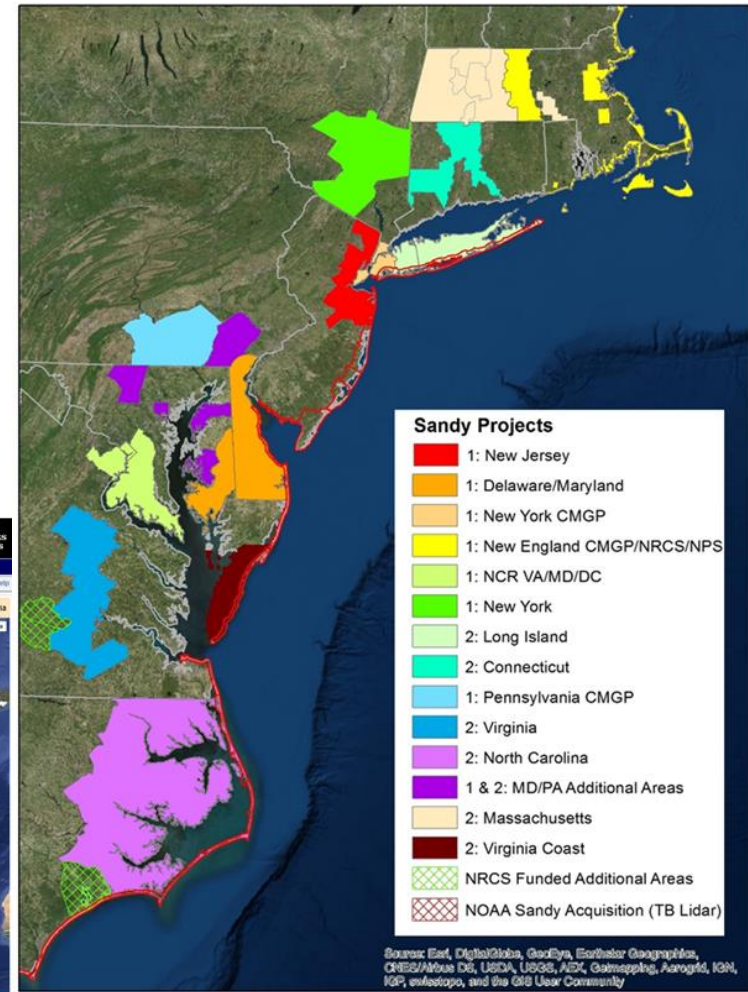 Sandy Projects
1: New Jersey
1: Delaware/Maryland
1: New York CMGP
1: New England CMGP/NRCS/NPS
1: NCR VA/MD/DC
1: New York
2: Long Island
2: Connecticut
1: Pennsylvania CMGP
2: Virginia
2: North Carolina
1 & 2: MD/PA Additional Areas
2: Massachusetts
2: Virginia Coast
NRCS Funded Additional Areas
NOAA Sandy Acquisition (TB Lidar)
Source: Esri, DigitalGlobe, GeoEye, Earthstar Geographics,
CNES/Airbus DS, USDA, USGS, AEX, Getmapping, Aerogrid, IGN,
IGP, swisstopo, and the GIS User Community